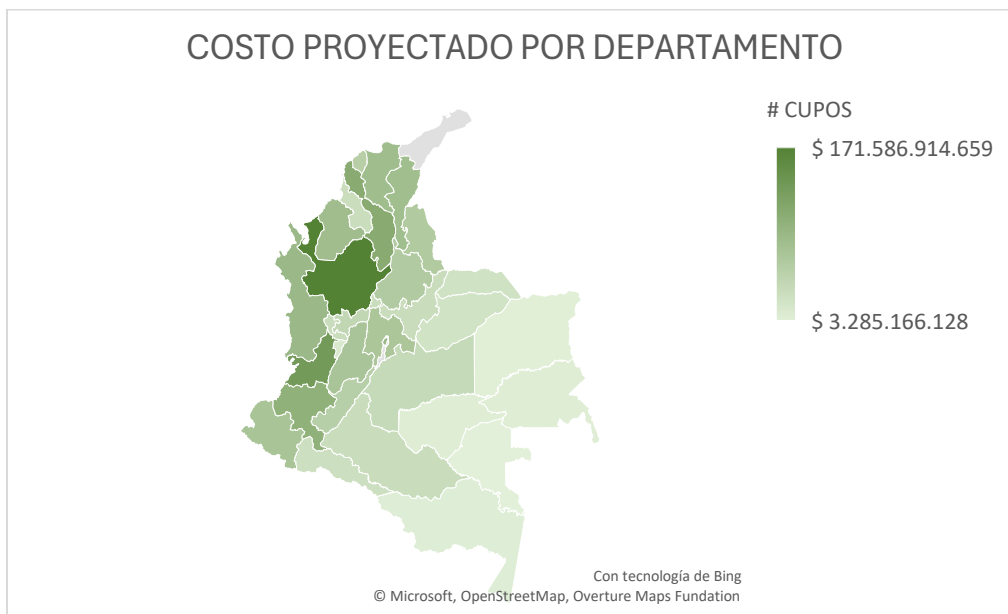 COSTO PROYECTADO POR DEPARTAMENTO
# CUPOS
$ 171.586.914.659
$ 3.285.166.128
Con tecnología de Bing
© Microsoft, OpenStreetMap, Overture Maps Fundation